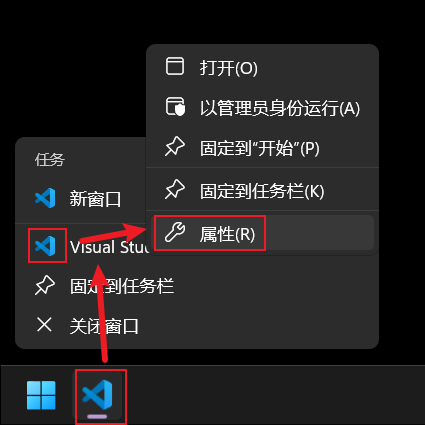 打开(O)
以管理员身份运行(A)
固定到“开始”(P)
固定到任务栏(K)
属性(R)
任务
新窗口
Visual Stu
固定到任务栏
关闭窗口